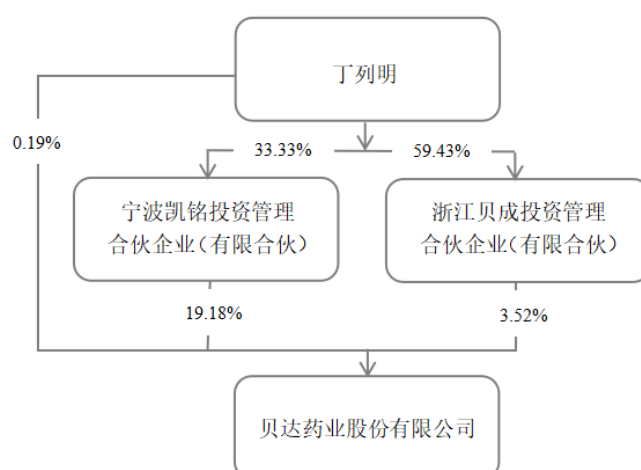 丁列明
0.19%
33.33%
59.43%
宁波凯铭投资管理
合伙企业（有限合伙）
浙江贝成投资管理
合伙企业（有限合伙）
19.18%
3.52%
贝达药业股份有限公司